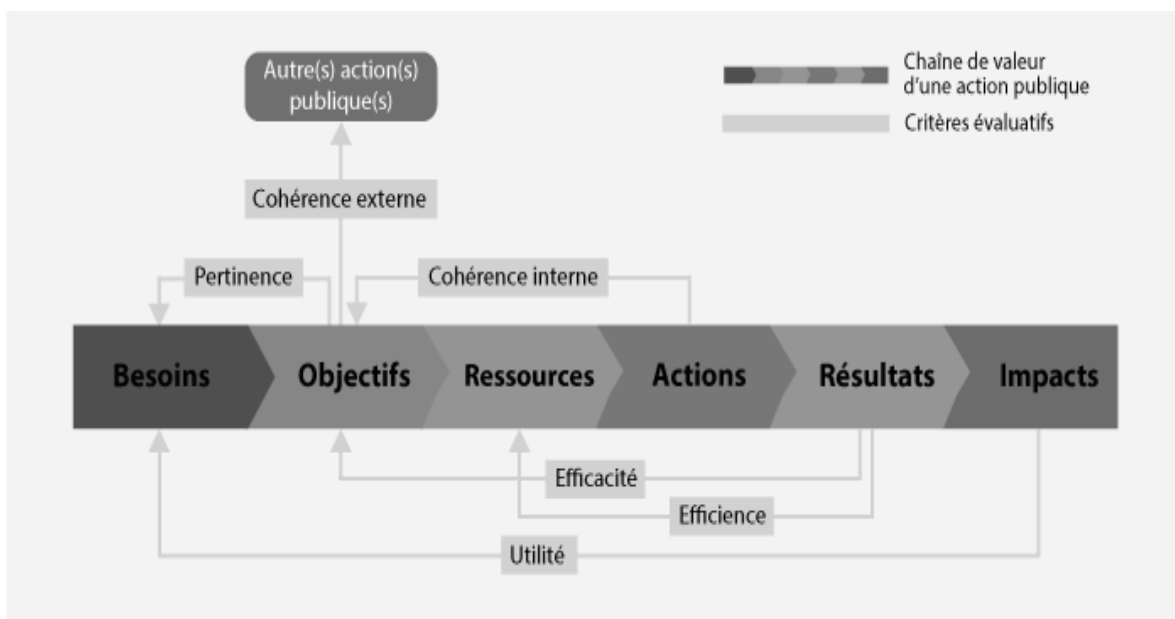 Autre(s) action(s)
publique(s)
Chaîne de valeur
d'une action publique
Critères évaluatifs
Cohérence externe
Pertinence
Cohérence interne
Besoins
Objectifs
Ressources
Actions
Résultats
Impacts
Efficacité
Efficience
Utilité